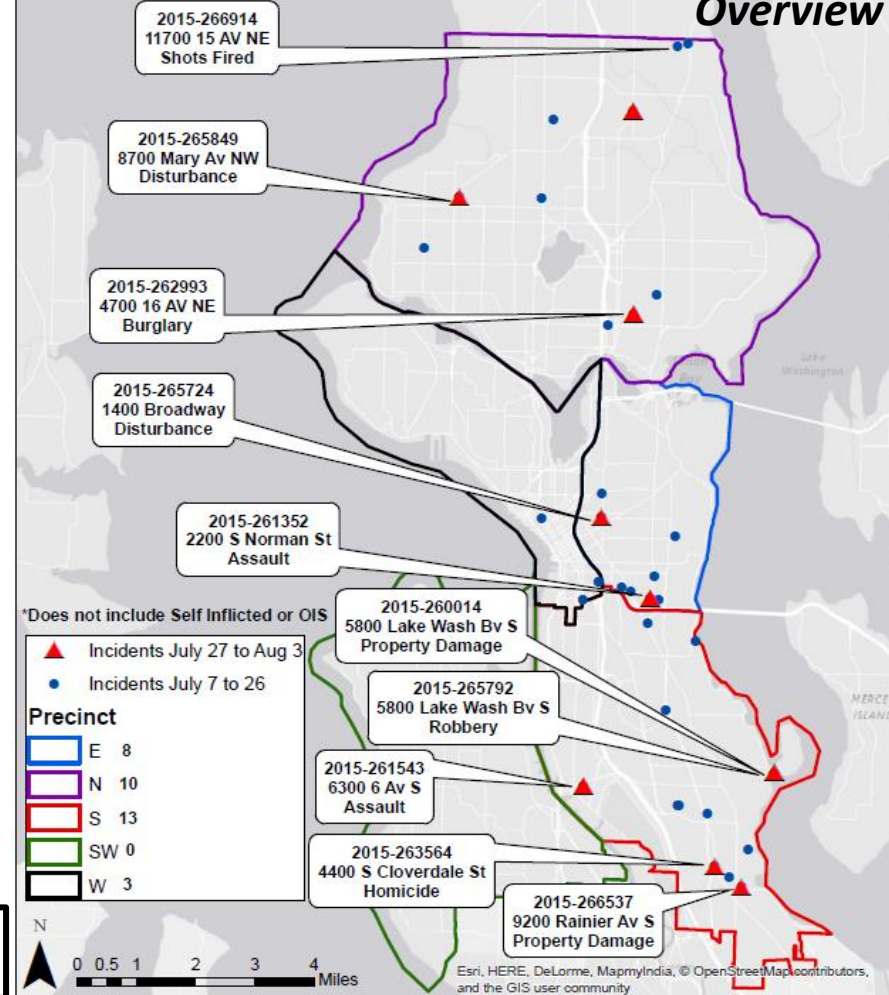 Overview
2015-266914
11700 15 AV NE
Shots Fired
2015-265849
8700 Mary Av NW
Disturbance
2015-262993
4700 16 AV NE
Burglary
Lake
Washington
2015-265724
1400 Broadway
Disturbance
2015-261352
2200 S Norman St
Assault
*Does not include Self Inflicted or OIS
2015-260014
5800 Lake Wash Bv S
Property Damage
Incidents July 27 to Aug 3
Incidents July 7 to 26
2015-265792
5800 Lake Wash Bv S
Robbery
MERCE
ISLAND
Precinct
E 8
N 10
S 13
SW 0
W 3
2015-261543
6300 6 Av S
Assault
2015-263564
4400 S Cloverdale St
Homicide
2015-266537
9200 Rainier Av S
Property Damage
N
0 0.5 1 2 3 4 Miles
Esri, HERE, DeLorme, MapmyIndia, © OpenStreetMap contributors,
and the GIS user community